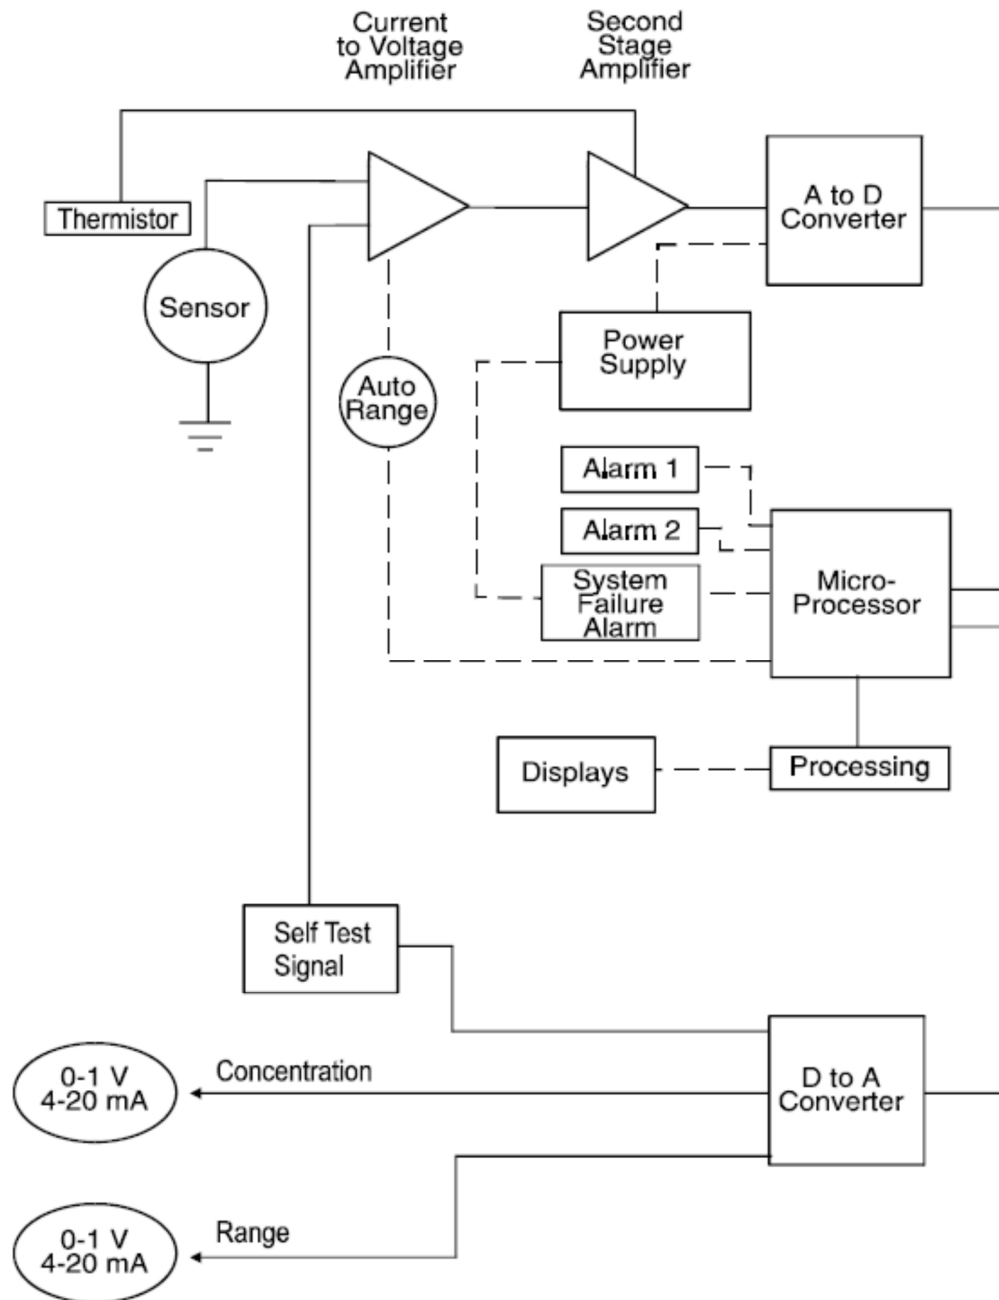 Current
to Voltage
Amplifier
Second
Stage
Amplifier
Thermistor
Sensor
A to D
Converter
Auto
Range
Power
Supply
Alarm 1
Alarm 2
System
Failure
Alarm
Micro-
Processor
Displays
Processing
Self Test
Signal
0-1 V
4-20 mA
Concentration
D to A
Converter
0-1 V
4-20 mA
Range